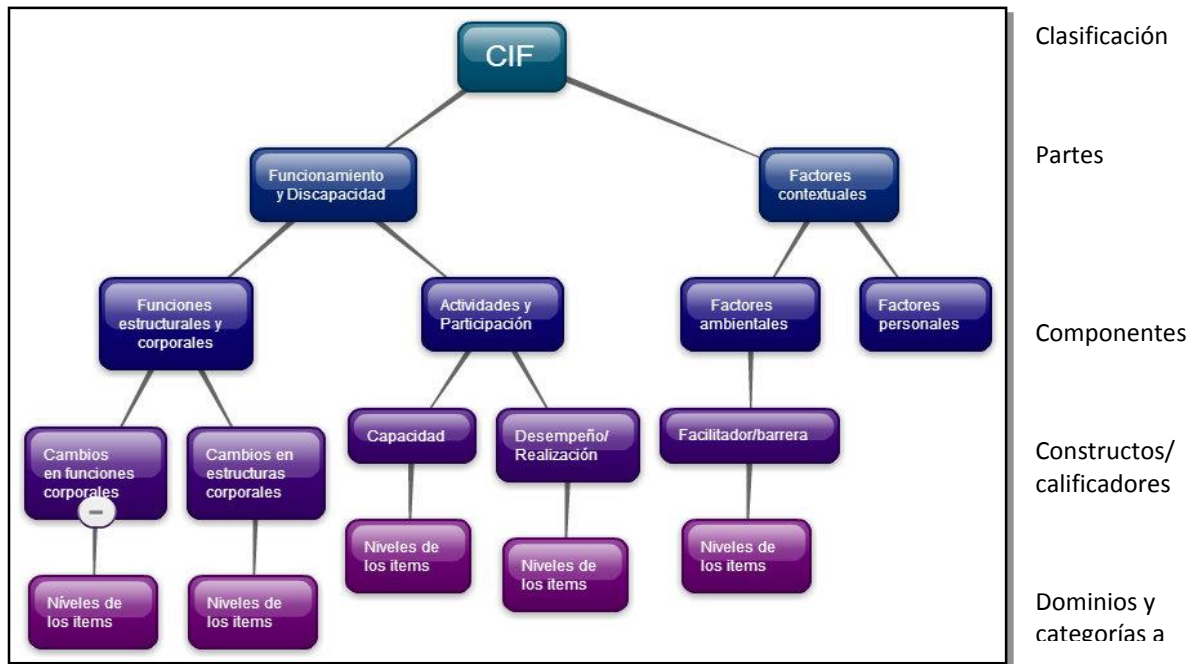 CIF
Clasificación
Funcionamiento
y Discapacidad
Factores
contextuales
Partes
Funciones
estructurales y
corporales
Actividades y
Participación
Factores
ambientales
Factores
personales
Componentes
Cambios
en funciones
corporales
Cambios en
estructuras
corporales
Capacidad
Desempeño/
Realización
Facilitador/barrera
Constructos/
calificadores
Níveles de
los items
Niveles de
los items
Niveles de
los items
Niveles de
los items
Niveles de
los items
Dominios y
categorías a